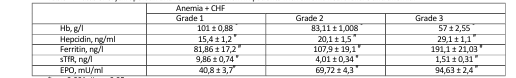 Anemia + CHF
Grade 1 Grade 2 Grade 3
Hb, g/l 101 ± 0,88 * 83,11 ± 1,008 * 57 ± 2,55 *
Hepcidin, ng/ml 15,4 ± 1,2 # 20,1 ± 1,5 # 29,1 ± 1,1 #
Ferritin, ng/l 81,86 ± 17,2 # 107,9 ± 19,1 # 191,1 ± 21,03 #
sTfR, ng/l 9,86 ± 0,74 # 4,01 ± 0,34 # 1,51 ± 0,31 #
EPO, mU/ml 40,8 ± 3,7 * 69,72 ± 4,3 * 94,63 ± 2,4 *